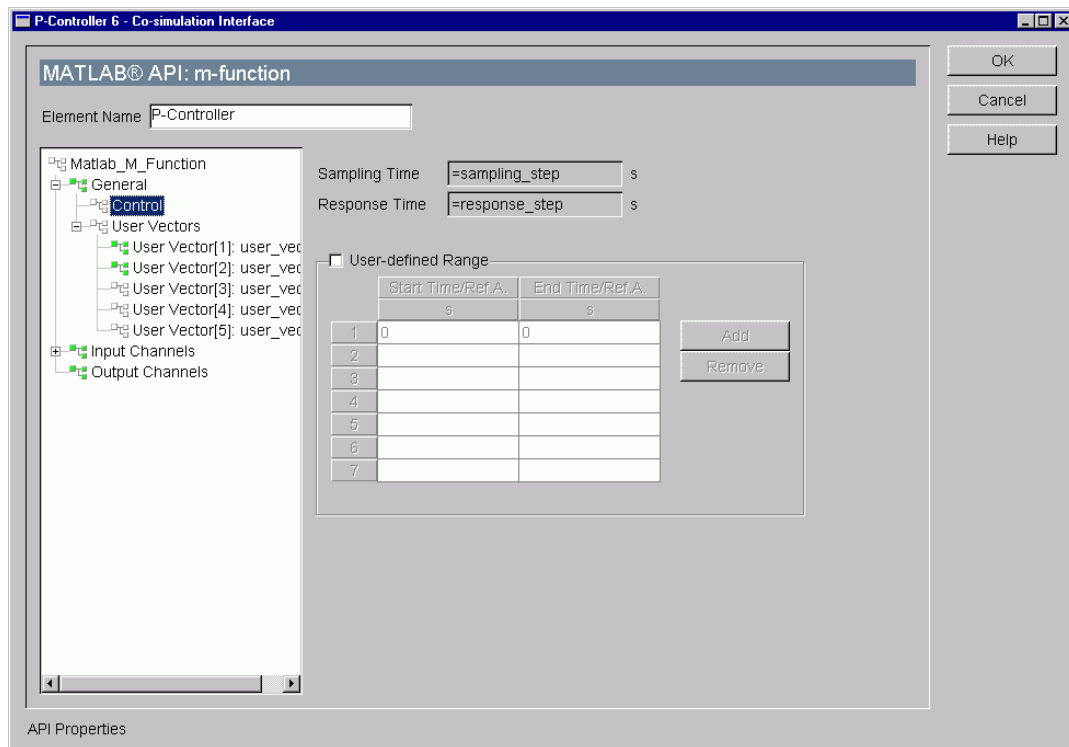 P-Controller 6 - Co-simulation Interface
MATLAB® API: m-function
OK
Cancel
Help
Element Name P-Controller
Matlab_M_Function
General
Control
User Vectors
User Vector[1]: user_vec
User Vector[2]: user_vec
User Vector[3]: user_vec
User Vector[4]: user_vec
User Vector[5]: user_vec
Input Channels
Output Channels
Sampling Time =sampling_step s
Response Time =response_step s
User-defined Range
Start Time/Ref.A. End Time/Ref.A.
s s
1 0 0
2
3
4
5
6
7
Add
Remove
API Properties